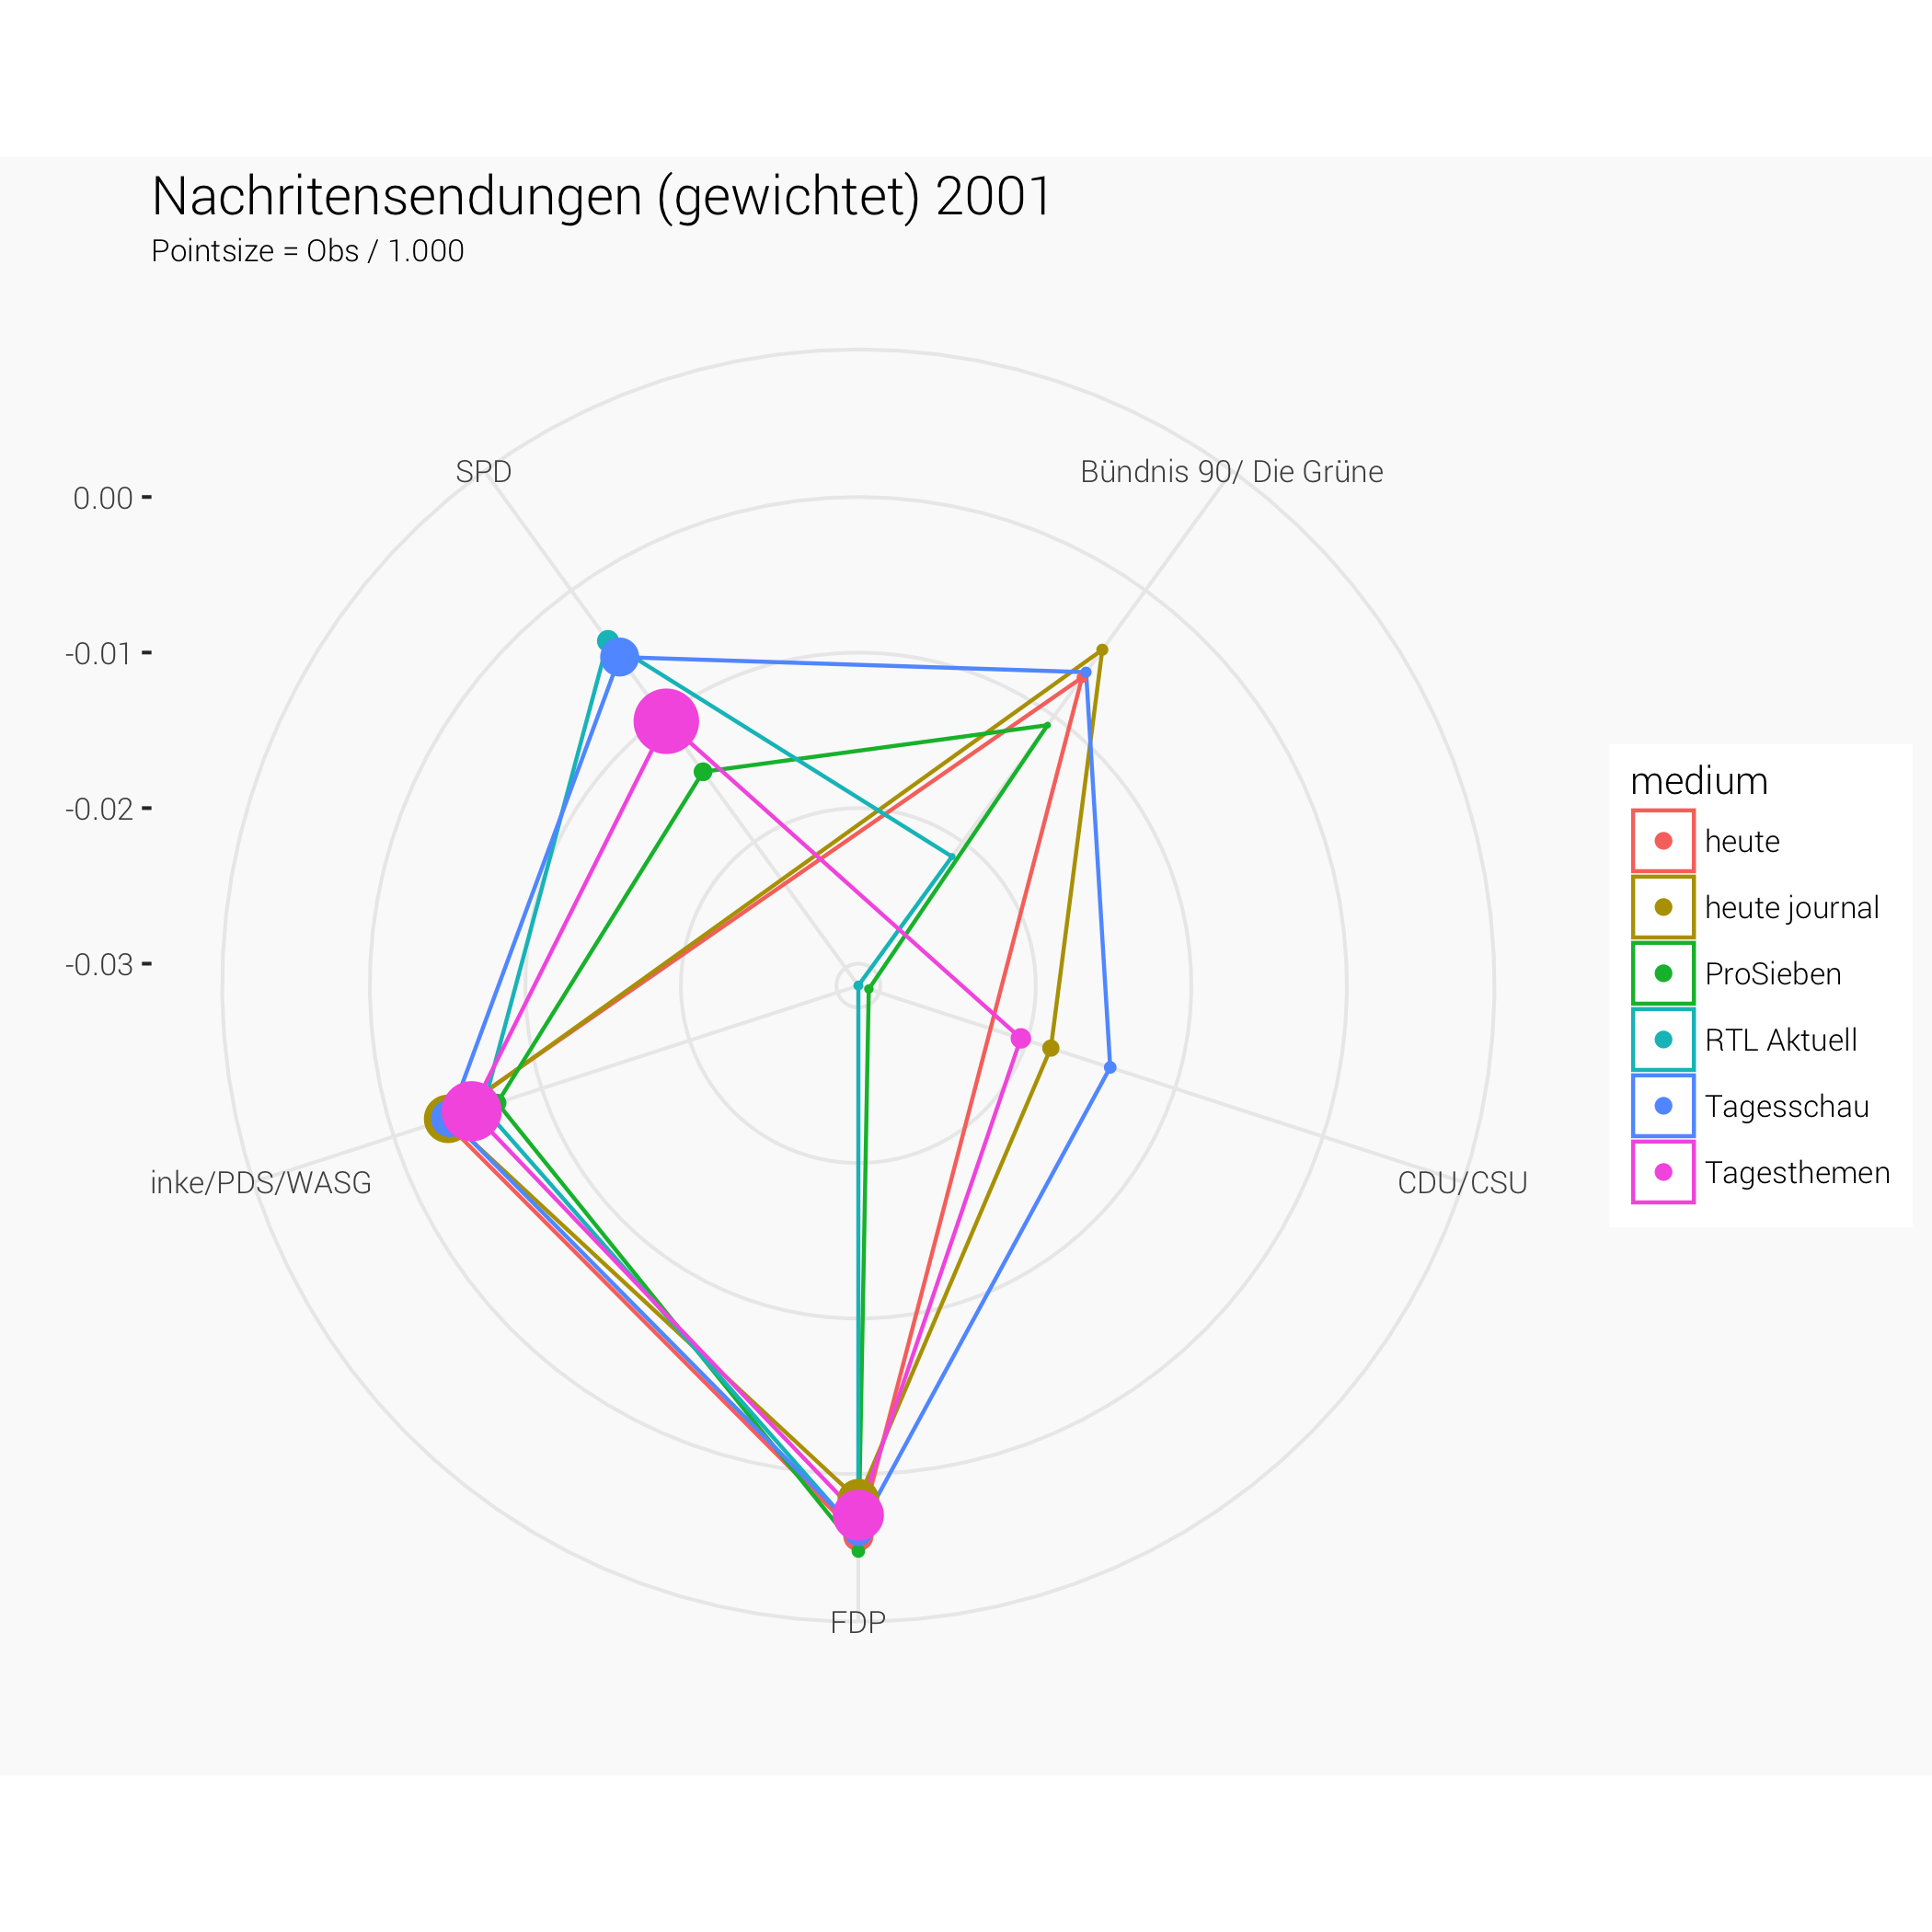 Nachritensendungen (gewichtet) 2001
Pointsize = Obs / 1.000
SPD
Bündnis 90/ Die Grüne
0.00
-0.01
-0.02
-0.03
inke/PDS/WASG
CDU/CSU
FDP
medium
heute
heute journal
ProSieben
RTL Aktuell
Tagesschau
Tagesthemen